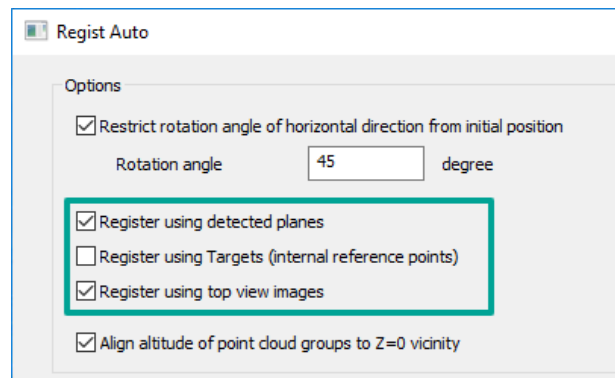 Regist Auto
Options
Restrict rotation angle of horizontal direction from initial position
Rotation angle 45 degree
Register using detected planes
Register using Targets (internal reference points)
Register using top view images
Align altitude of point cloud groups to Z=0 vicinity